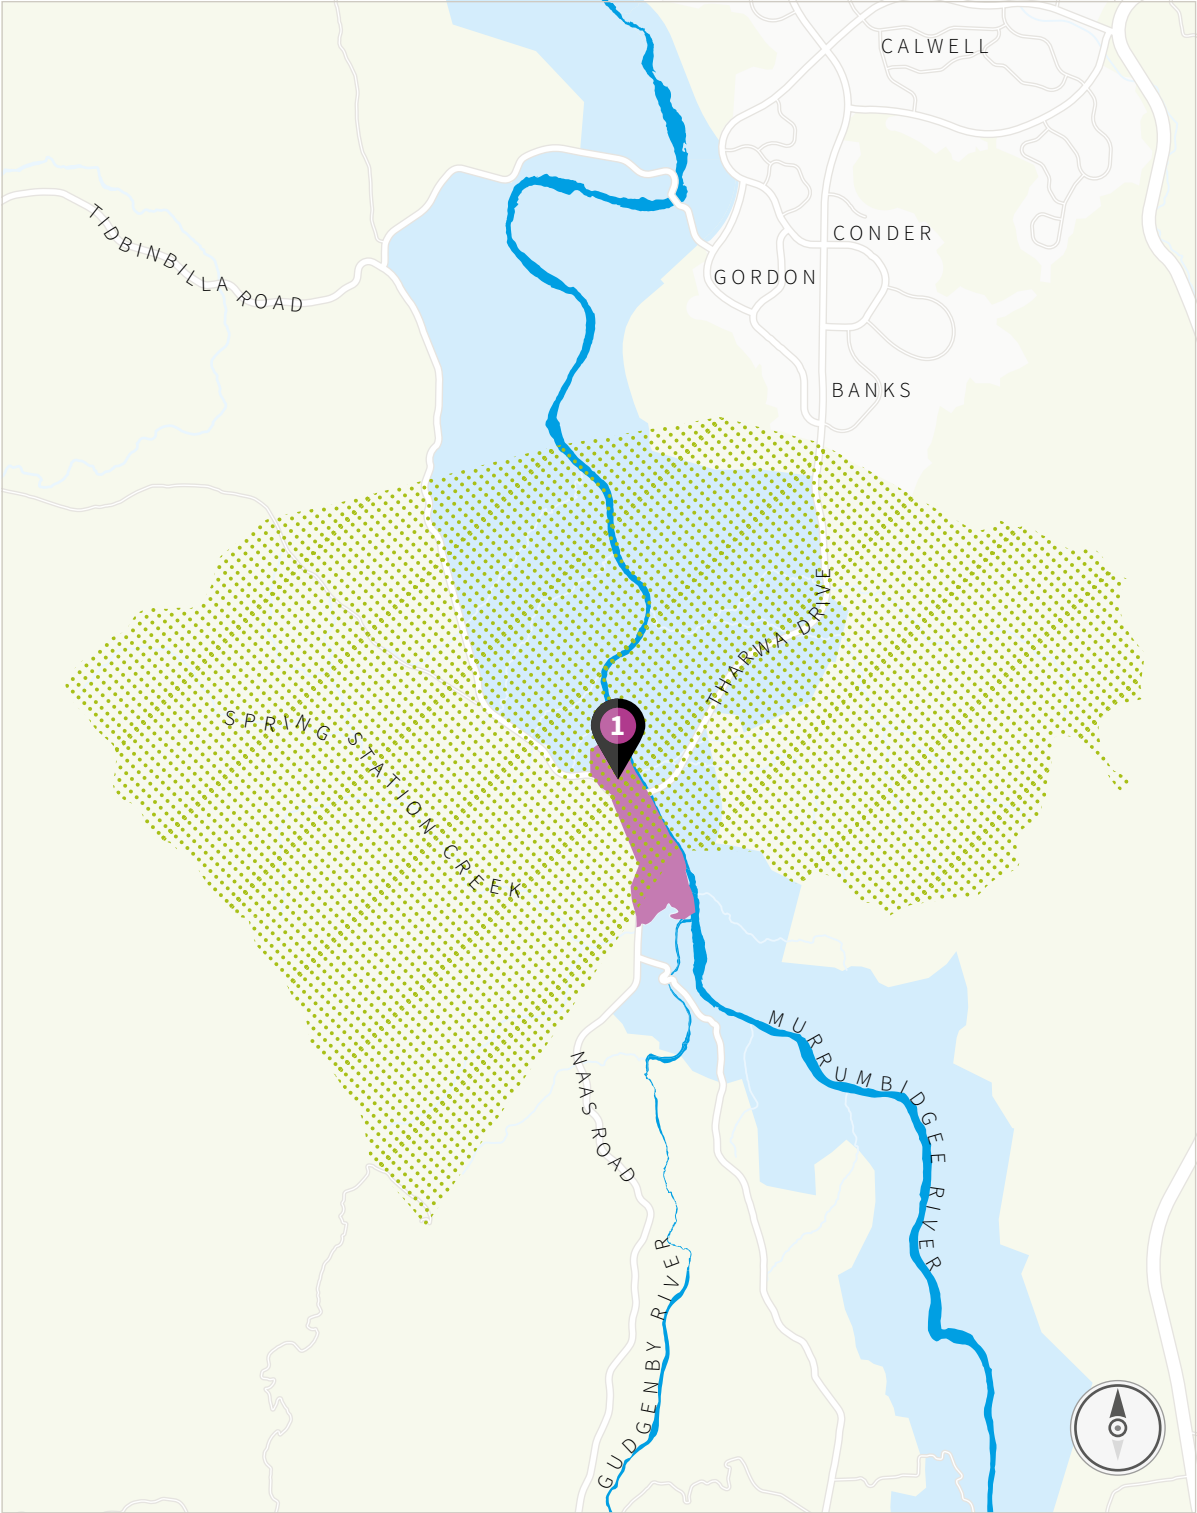 CALWELL
TIDBINBILLA ROAD
CONDER
GORDON
BANKS
THARWA DRIVE
SPRING STATION CREEK
1
MURRUMBIDGEE RIVER
NAAS ROAD
GUDGENBY RIVER